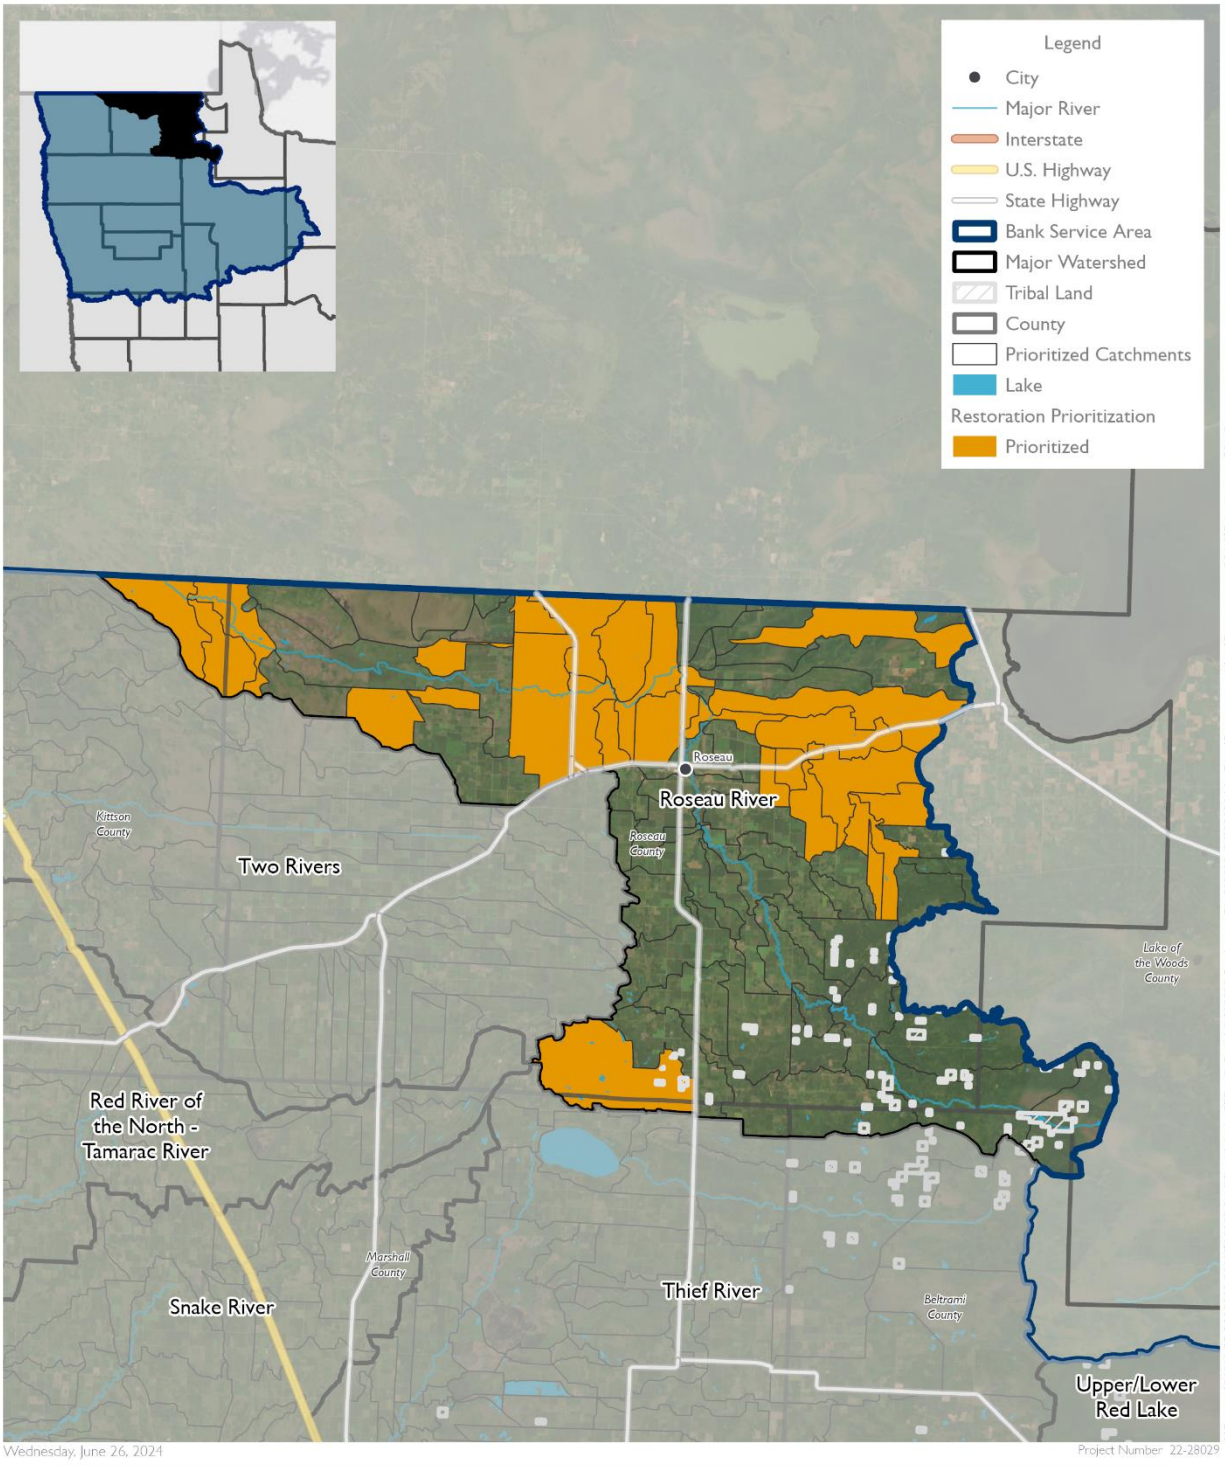 Legend
City
Major River
Interstate
U.S. Highway
State Highway
Bank Service Area
Major Watershed
Tribal Land
County
Prioritized Catchments
Lake
Restoration Prioritization
Prioritized
Roseau
Roseau River
Roseau
County
Kittson
County
Two Rivers
Lake of
the Woods
County
Red River of
the North -
Tamarac River
Marshall
County
Snake River
Thief River
Beltrami
County
Upper/Lower
Red Lake
Wednesday, June 26, 2024
Project Number 22-28029